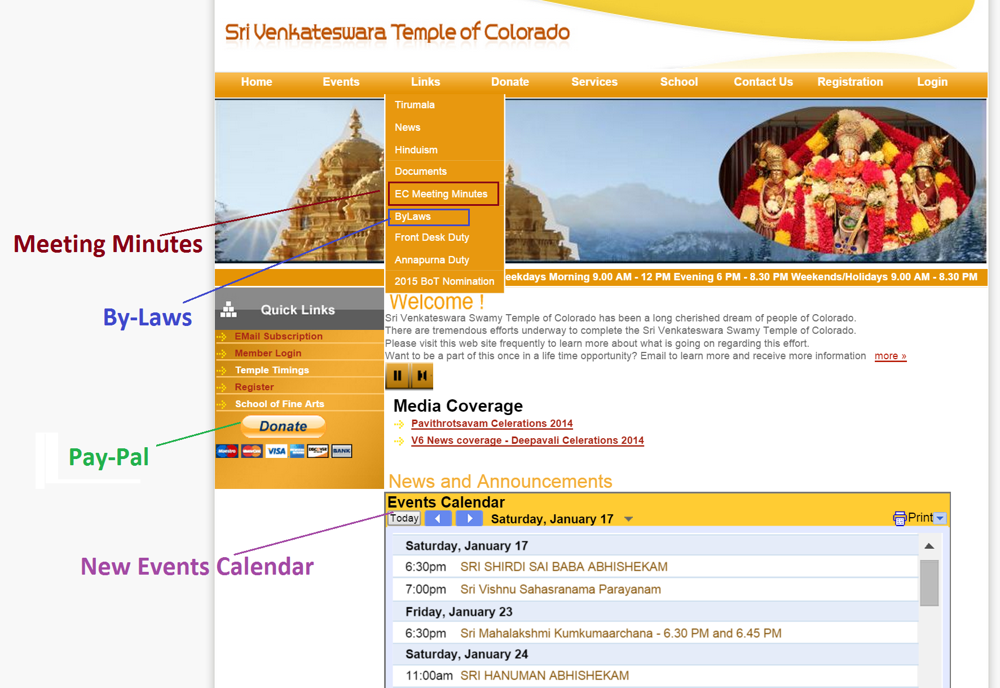 Sri Venkateswara Temple of Colorado
Home Events Links Donate Services School Contact Us Registration Login
Tirumala
News
Hinduism
Documents
EC Meeting Minutes
ByLaws
Front Desk Duty
Annapurna Duty
2015 BoT Nomination
Meeting Minutes
By-Laws
Pay-Pal
New Events Calendar
eekdays Morning 9.00 AM - 12 PM Evening 6 PM - 8.30 PM Weekends/Holidays 9.00 AM - 8.30 PM
Quick Links
EMail Subscription
Member Login
Temple Timings
Register
School of Fine Arts
Donate
Maestro VISA DISCOVER BANK
Welcome !
Sri Venkateswara Swamy Temple of Colorado has been a long cherished dream of people of Colorado.
There are tremendous efforts underway to complete the Sri Venkateswara Swamy Temple of Colorado.
Please visit this web site frequently to learn more about what is going on regarding this effort.
Want to be a part of this once in a life time opportunity? Email to learn more and receive more information more »
Media Coverage
Pavithrotsavam Celerations 2014
V6 News coverage - Deepavali Celerations 2014
News and Announcements
Events Calendar
Today Saturday, January 17 Print
Saturday, January 17
6:30pm SRI SHIRDI SAI BABA ABHISHEKAM
7:00pm Sri Vishnu Sahasranama Parayanam
Friday, January 23
6:30pm Sri Mahalakshmi Kumkumaarchana - 6.30 PM and 6.45 PM
Saturday, January 24
11:00am SRI HANUMAN ABHISHEKAM